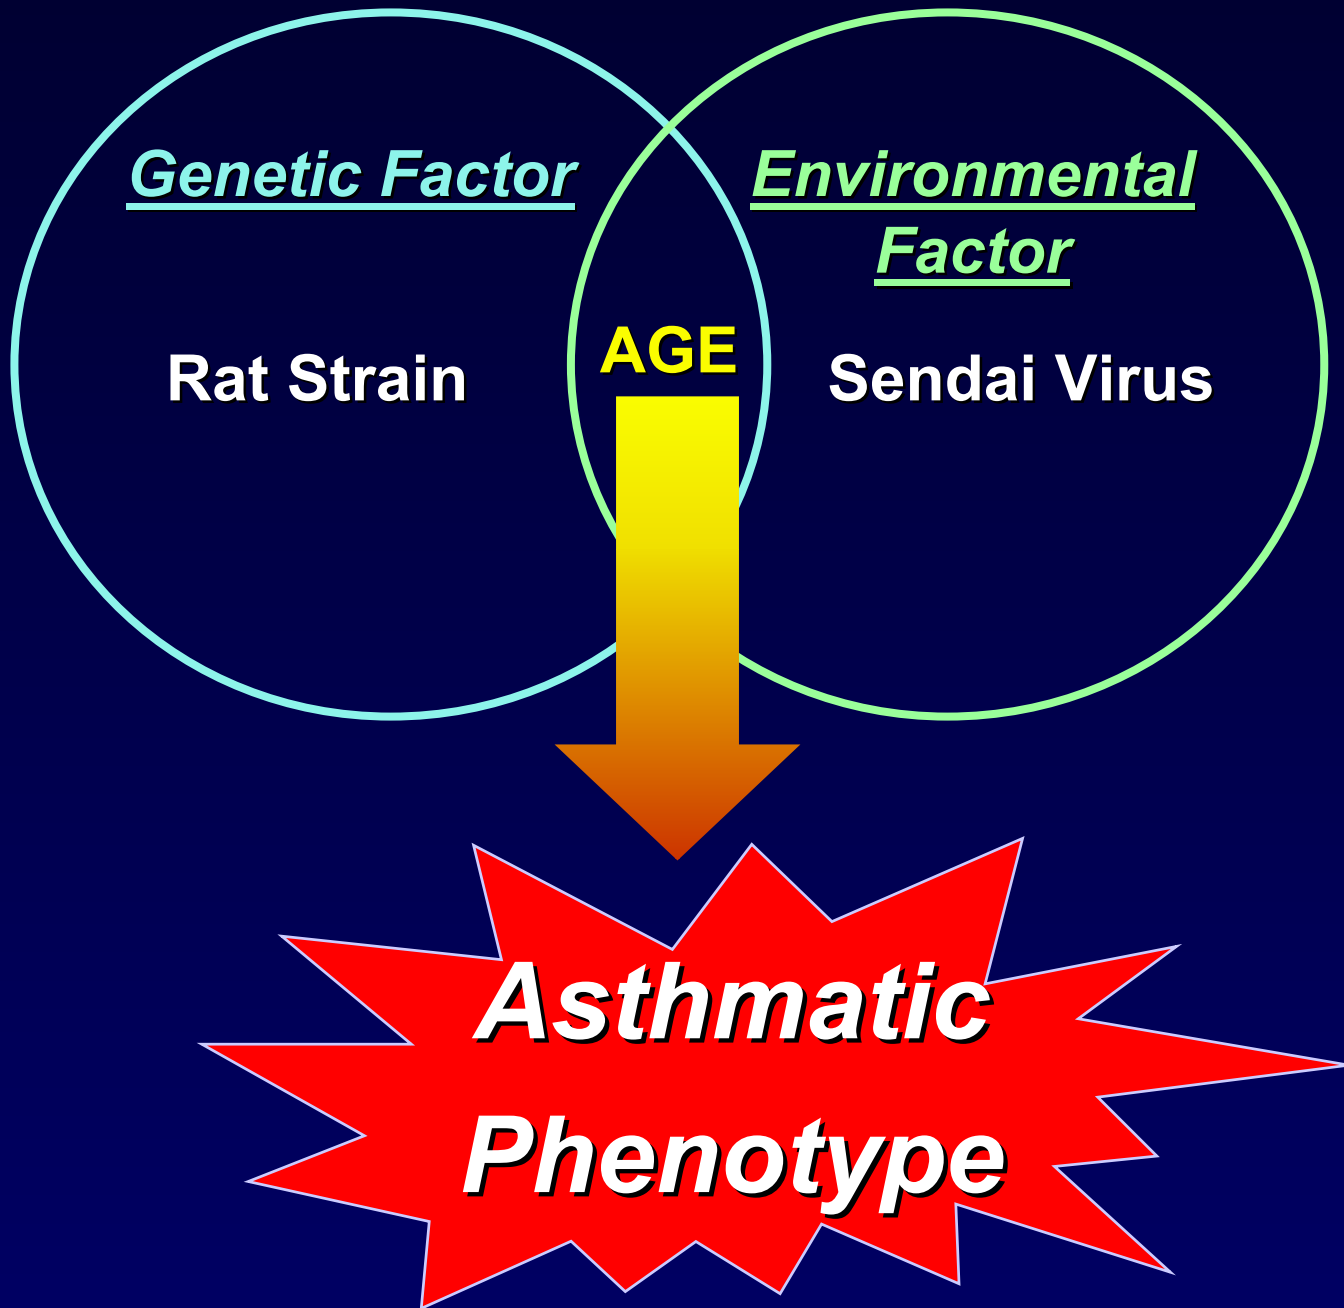 Genetic Factor
Environmental
Factor
Rat Strain
AGE
Sendai Virus
Asthmatic
Phenotype